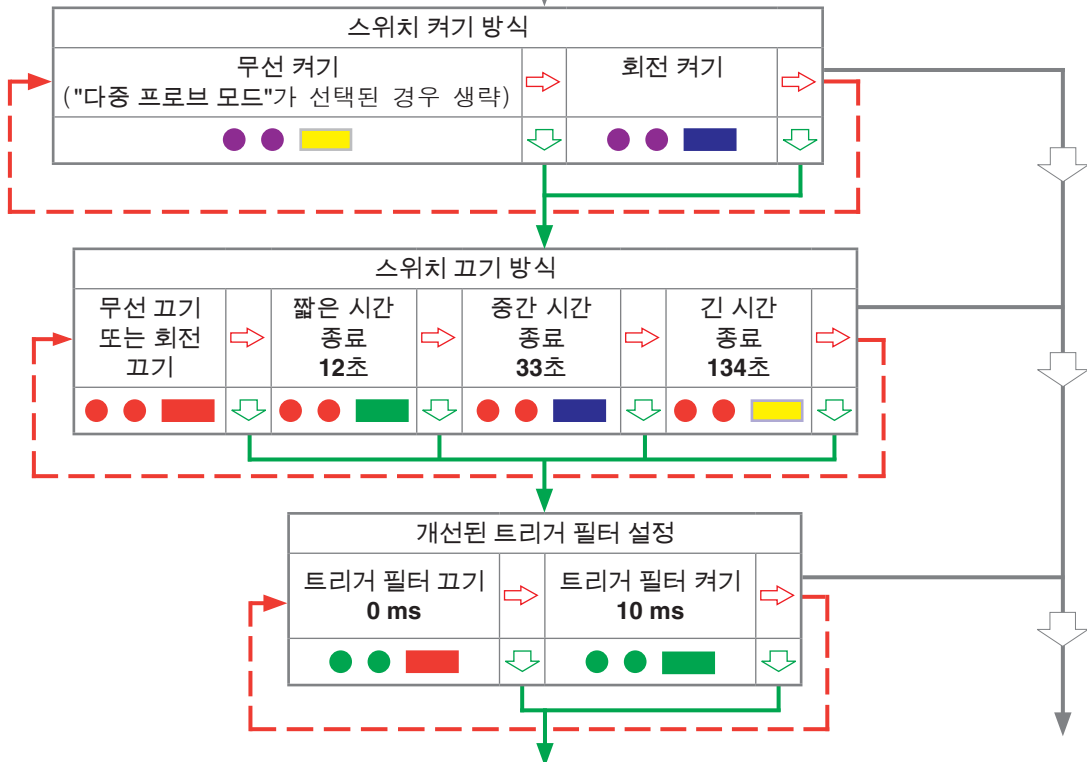 스위치 켜기 방식
무선 켜기
("다중 프로브 모드"가 선택된 경우 생략)
회전 켜기
스위치 끄기 방식
무선 끄기
또는 회전
끄기
짧은 시간
종료
12초
중간 시간
종료
33초
긴 시간
종료
134초
개선된 트리거 필터 설정
트리거 필터 끄기
0 ms
트리거 필터 켜기
10 ms